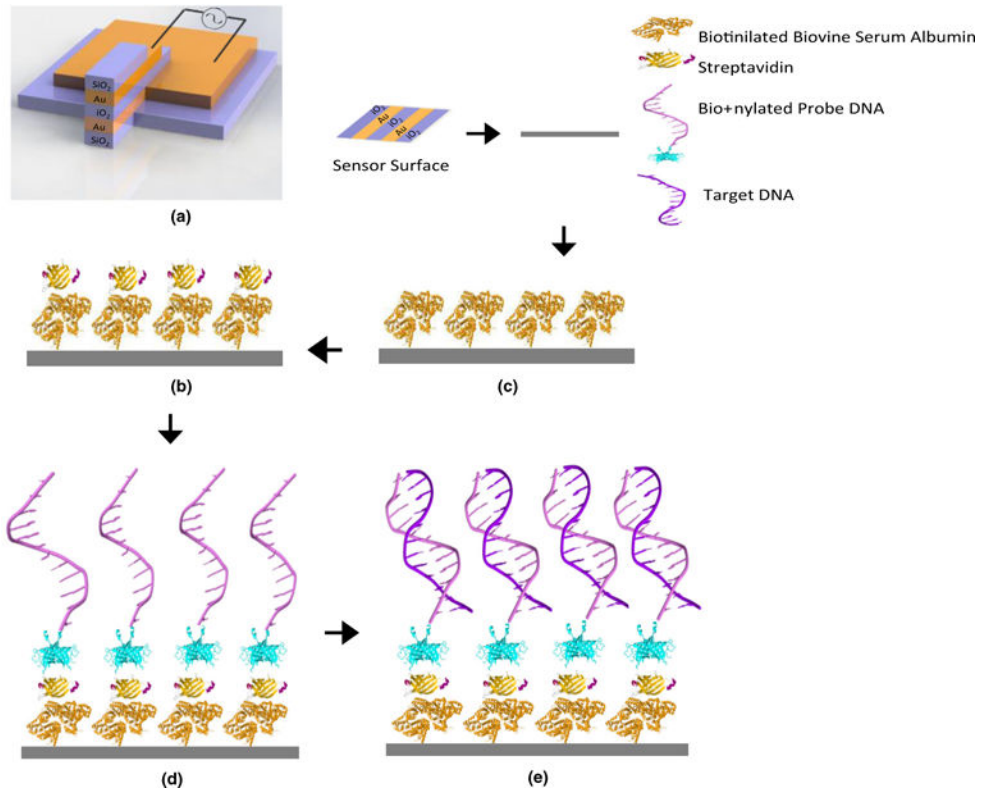 SiO2
Au
iO2
Au
SiO2
(a)
iO2
Au
iO2
Au
iO2
Sensor Surface
Biotinilated Biovine Serum Albumin
Streptavidin
Bio+nylated Probe DNA
Target DNA
(b)
(c)
(d)
(e)